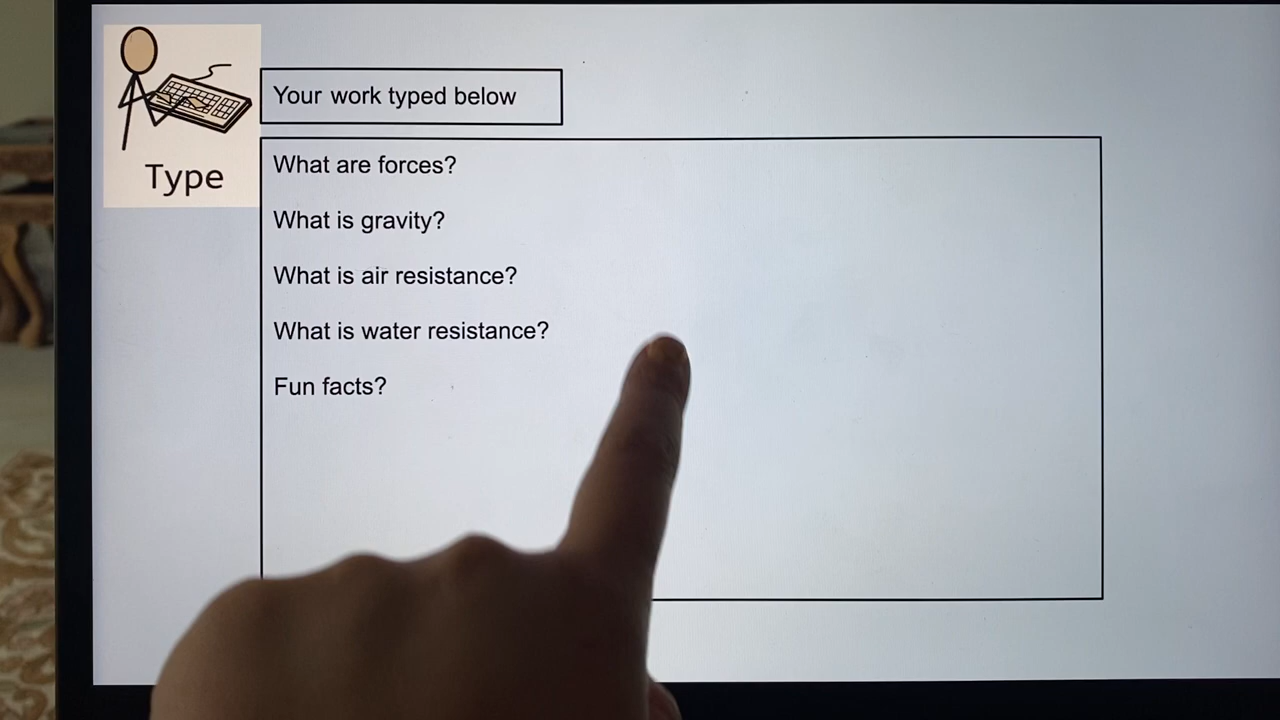 Your work typed below
Type
What are forces?
What is gravity?
What is air resistance?
What is water resistance?
Fun facts?